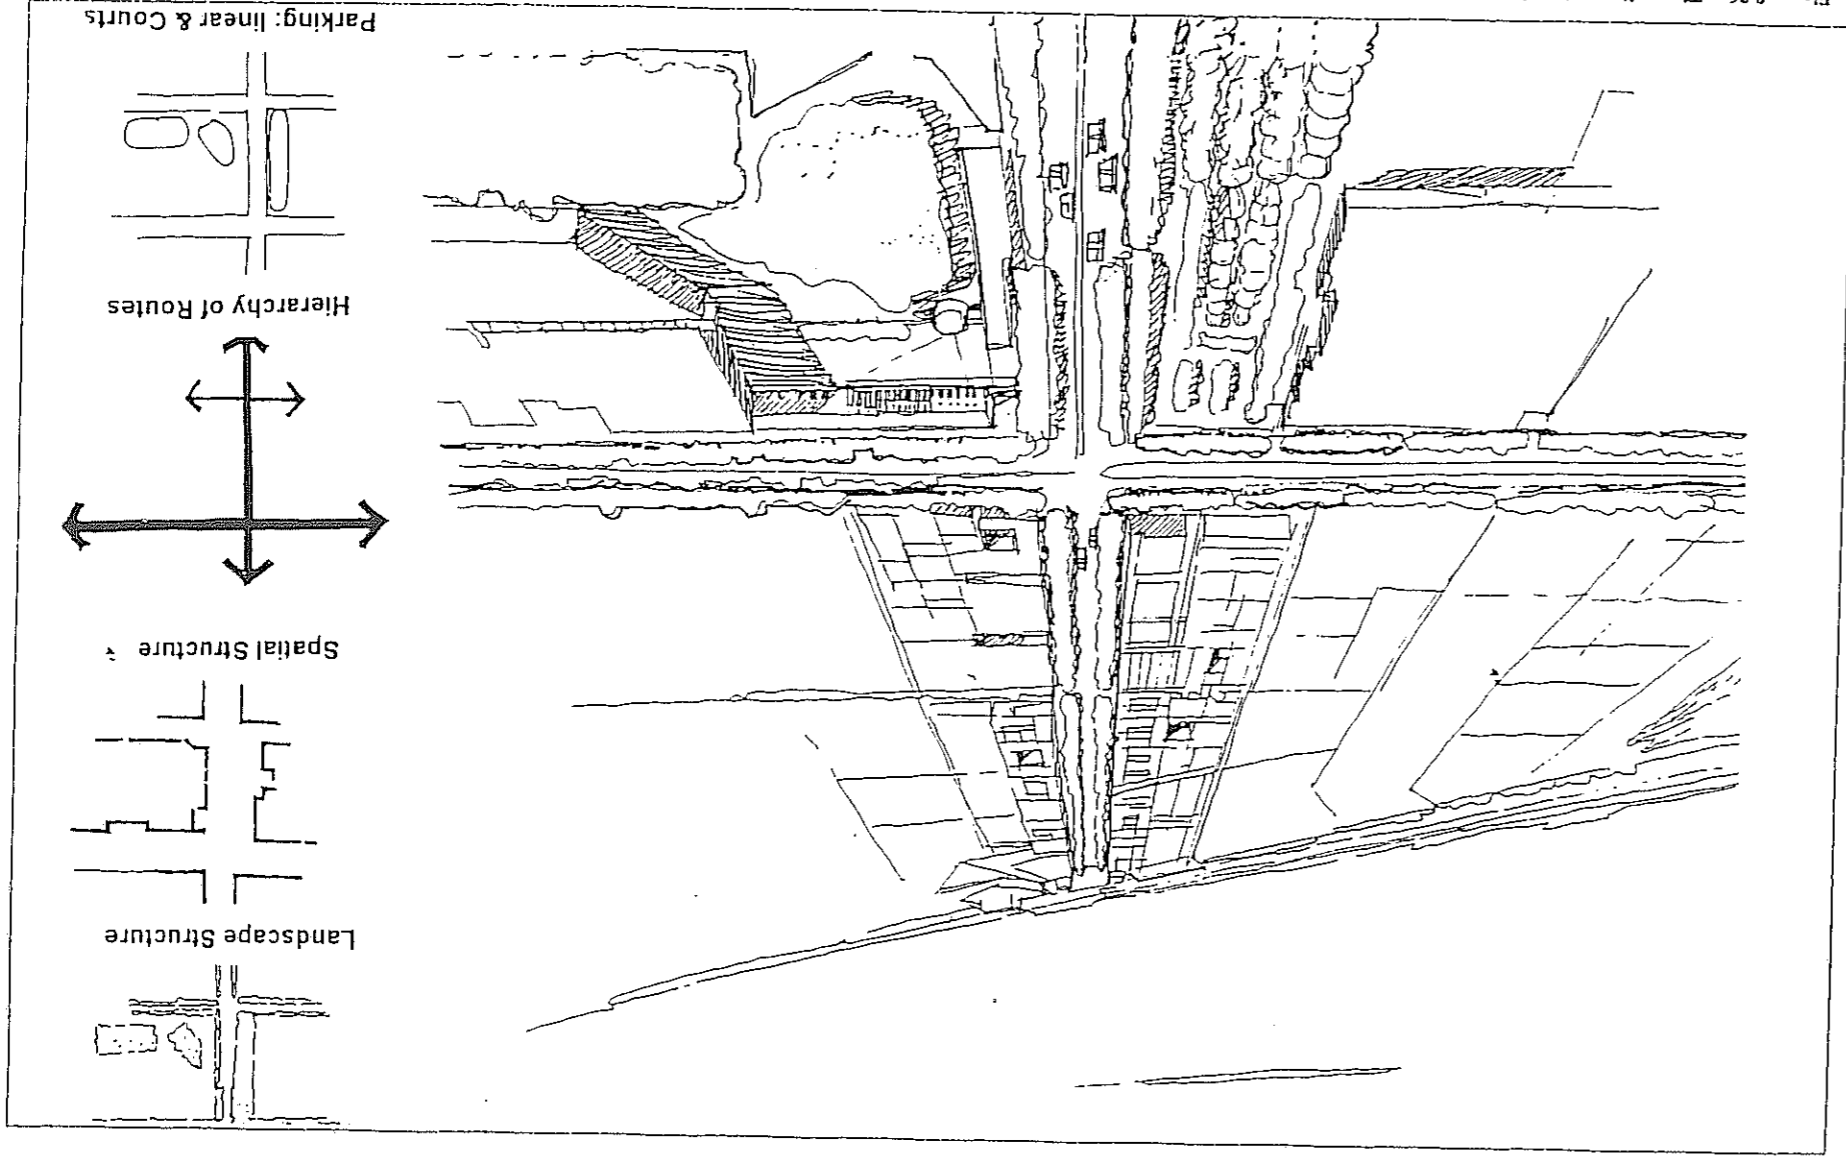 Landscape Structure
Spatial Structure
Hierarchy of Routes
Parking: linear & Courts